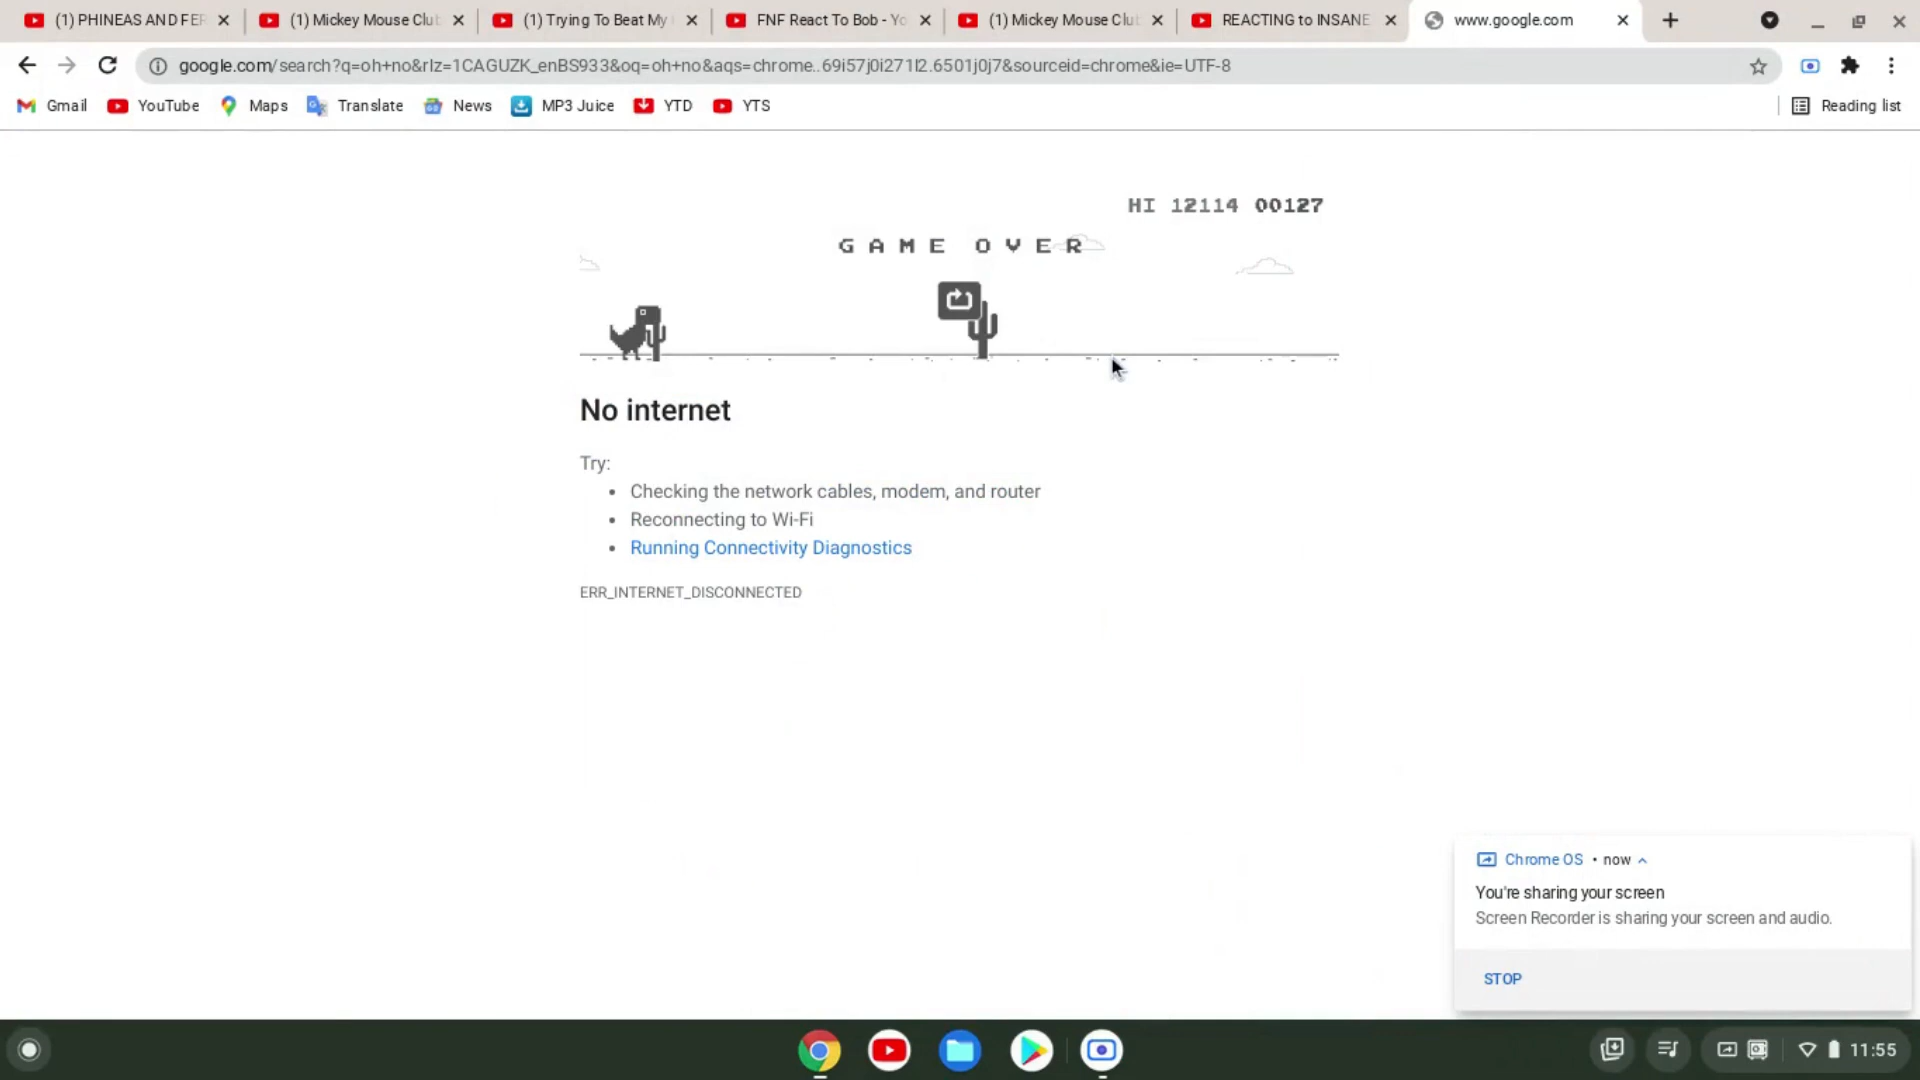 (1) PHINEAS AND FER
(1) Mickey Mouse Clu
(1) Trying To Beat My
FNF React To Bob - Yo
(1) Mickey Mouse Clu
REACTING to INSANE
www.google.com
google.com/search?q=oh+no&rlz=1CAGUZK_enBS933&oq=oh+no&aqs=chrome..69i57j0i271l2.6501j0j7&sourceid=chrome&ie=UTF-8
Gmail
YouTube
Maps
Translate
News
MP3 Juice
YTD
YTS
Reading list
HI 12114 00127
GAME OVER
No internet
Try:
• Checking the network cables, modem, and router
• Reconnecting to Wi-Fi
• Running Connectivity Diagnostics
ERR_INTERNET_DISCONNECTED
Chrome OS • now
You're sharing your screen
Screen Recorder is sharing your screen and audio.
STOP
11:55